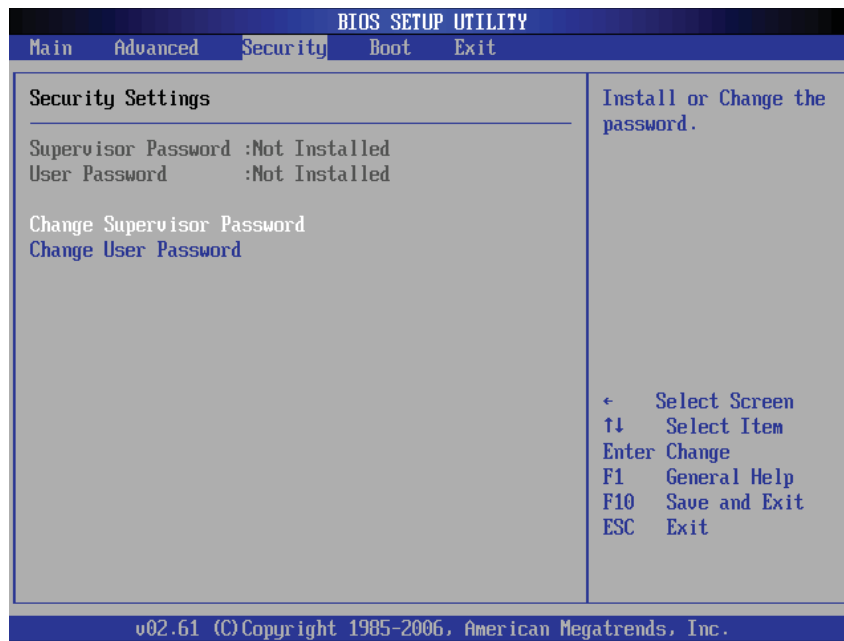 BIOS SETUP UTILITY
Main Advanced Security Boot Exit
Security Settings
Supervisor Password :Not Installed
User Password :Not Installed
Change Supervisor Password
Change User Password
Install or Change the
password.
← Select Screen
↑↓ Select Item
Enter Change
F1 General Help
F10 Save and Exit
ESC Exit
v02.61 (C)Copyright 1985-2006, American Megatrends, Inc.